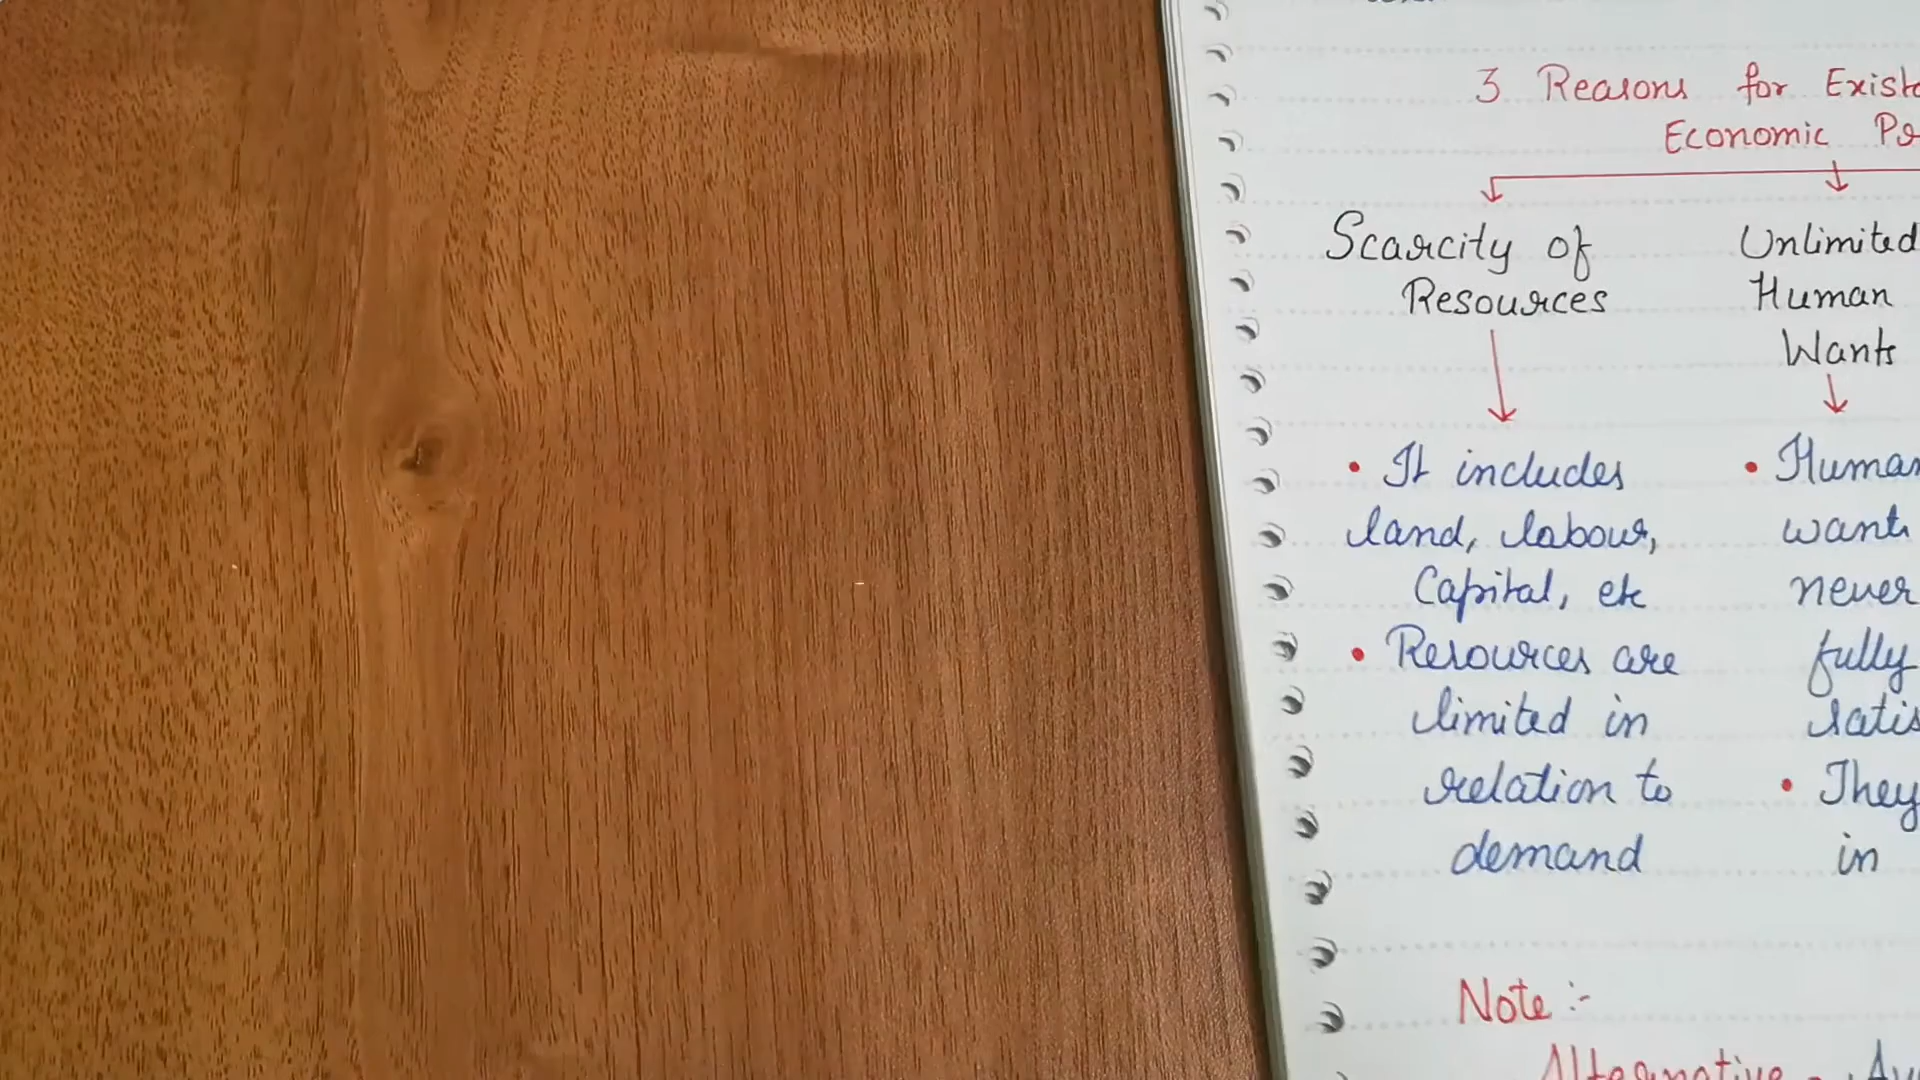 3 Reasons for
Economic
Scarcity of
Resources
Unlimited
Human
Wants
• It includes
land, labour,
Capital, etc
• Resources are
limited in
relation to
demand
•
wants
never
fully
• They
in
Note :-
Alternative